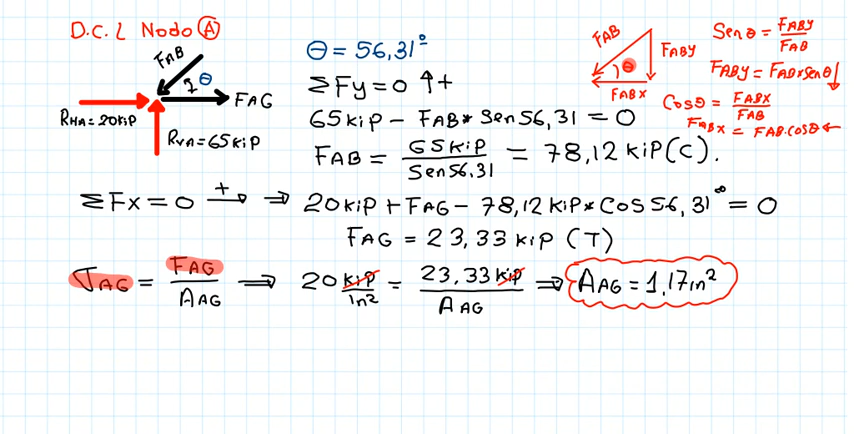 D.C.L Nodo A
FAB
θ
FAG
RHA=20kip
RVA=65kip
θ = 56,31°
ΣFy=0 ↑+
65kip - FAB * Sen56,31 = 0
FAB = 65kip / Sen56,31 = 78,12 kip (C).
FAB
FABY
θ
FABX
Senθ = FABY / FAB
FABY = FAB*senθ ↓
Cosθ = FABX / FAB
FABX = FAB.cosθ ←
ΣFx=0 +→ ⇒ 20kip + FAG - 78,12kip * Cos56,31° = 0
FAG = 23,33 kip (T)
σAG = FAG / AAG ⇒ 20 kip/in² = 23,33 kip / AAG ⇒ AAG = 1,17in²